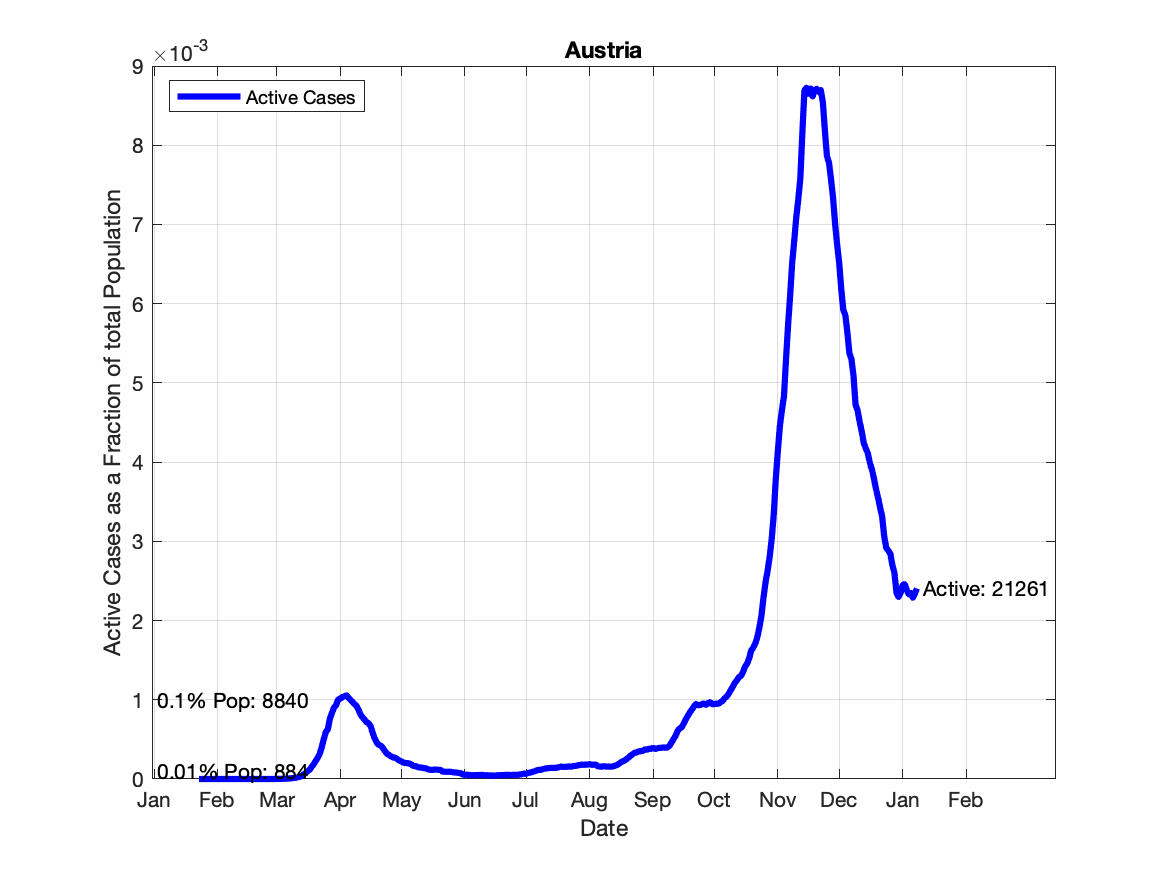 Austria
×10-3
Active Cases
9
8
7
6
5
4
3
2
1
0
Active Cases as a Fraction of total Population
0.1% Pop: 8840
0.01% Pop: 884
Active: 21261
Jan Feb Mar Apr May Jun Jul Aug Sep Oct Nov Dec Jan Feb
Date